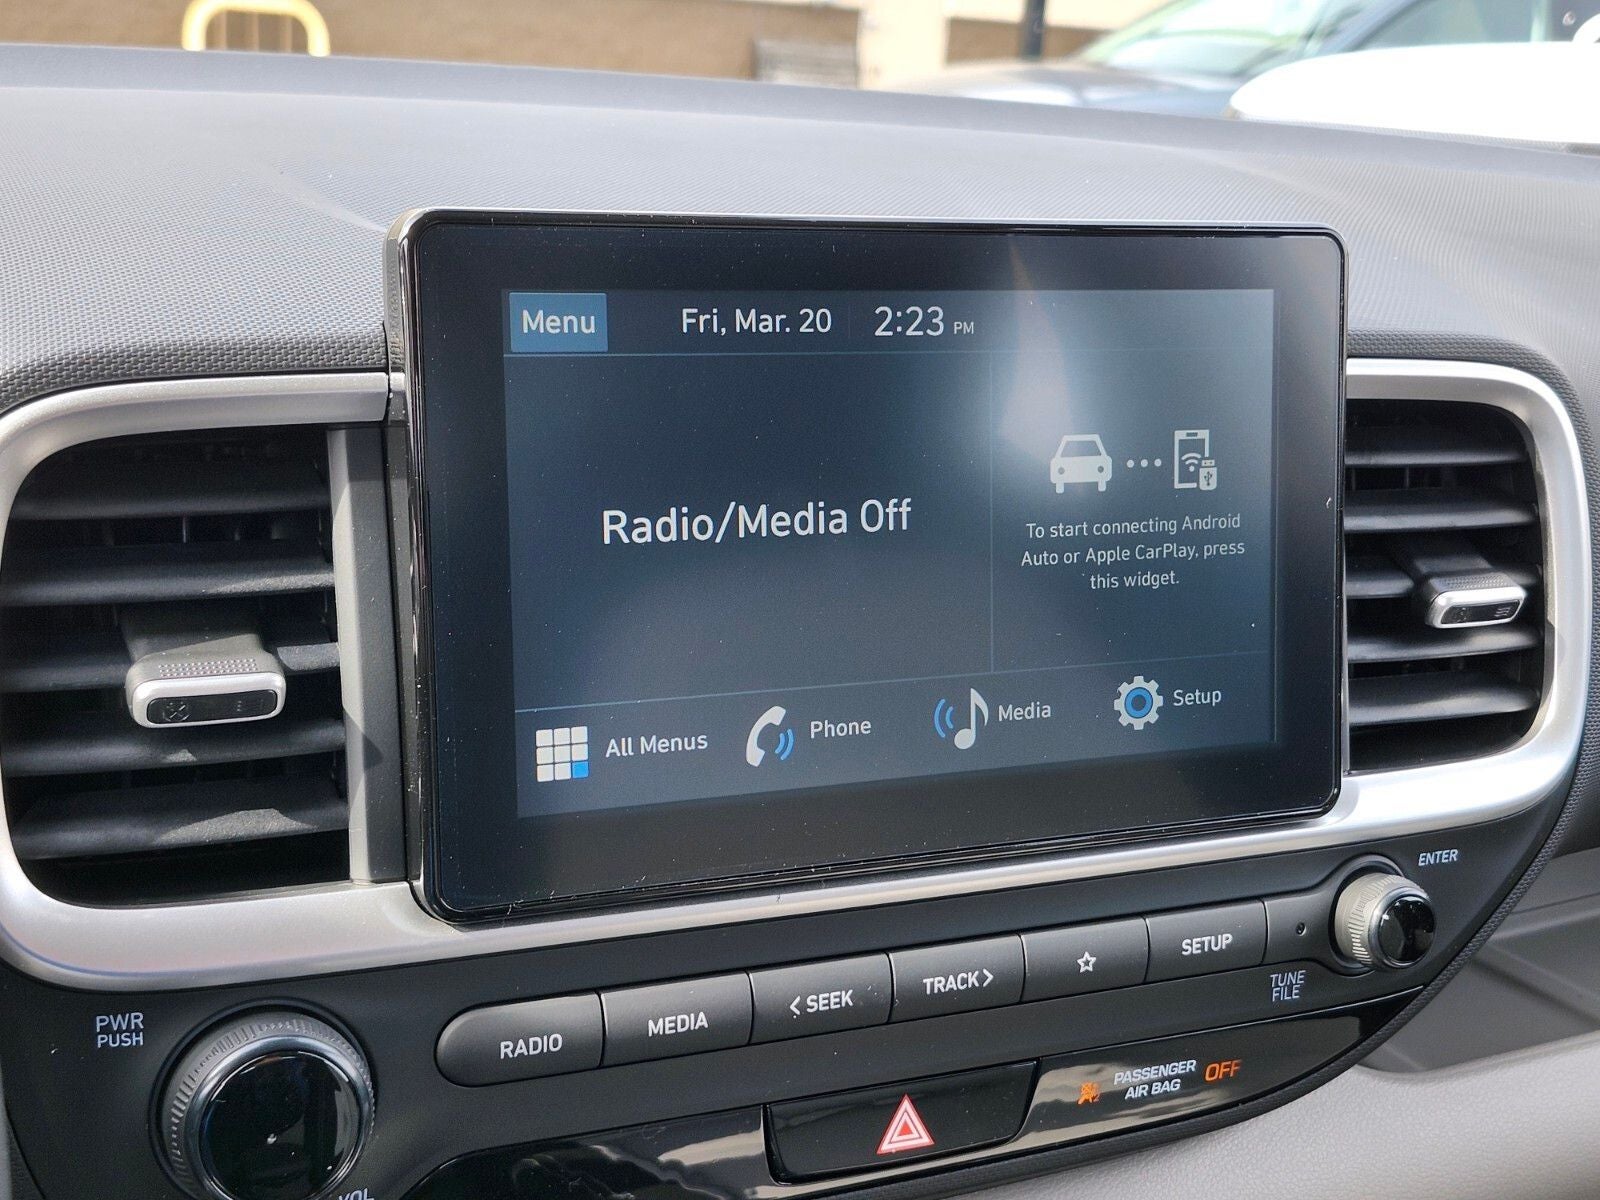 Menu
Fri, Mar. 20
2:23 PM
Radio/Media Off
To start connecting Android
Auto or Apple CarPlay, press
this widget.
All Menus
Phone
Media
Setup
ENTER
PWR
PUSH
RADIO
MEDIA
< SEEK
TRACK >
☆
SETUP
TUNE
FILE
PASSENGER
AIR BAG
OFF
VOL